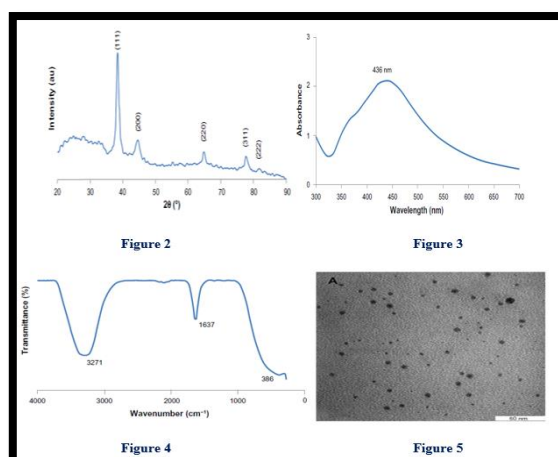 Intensity (au)
(111)
(200)
(220)
(311)
(222)
20 30 40 50 60 70 80 90
2θ (°)
Figure 2
Absorbance
3
2
1
0
436 nm
300 350 400 450 500 550 600 650 700
Wavelength (nm)
Figure 3
Transmittance (%)
3271
1637
386
4000 3000 2000 1000 0
Wavenumber (cm⁻¹)
Figure 4
A
Figure 5